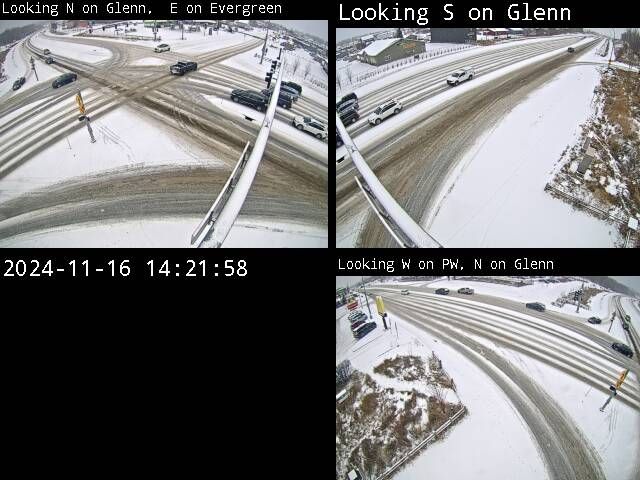 Looking N on Glenn,  E on Evergreen
Looking S on Glenn
2024-11-16 14:21:58
Looking W on PW, N on Glenn